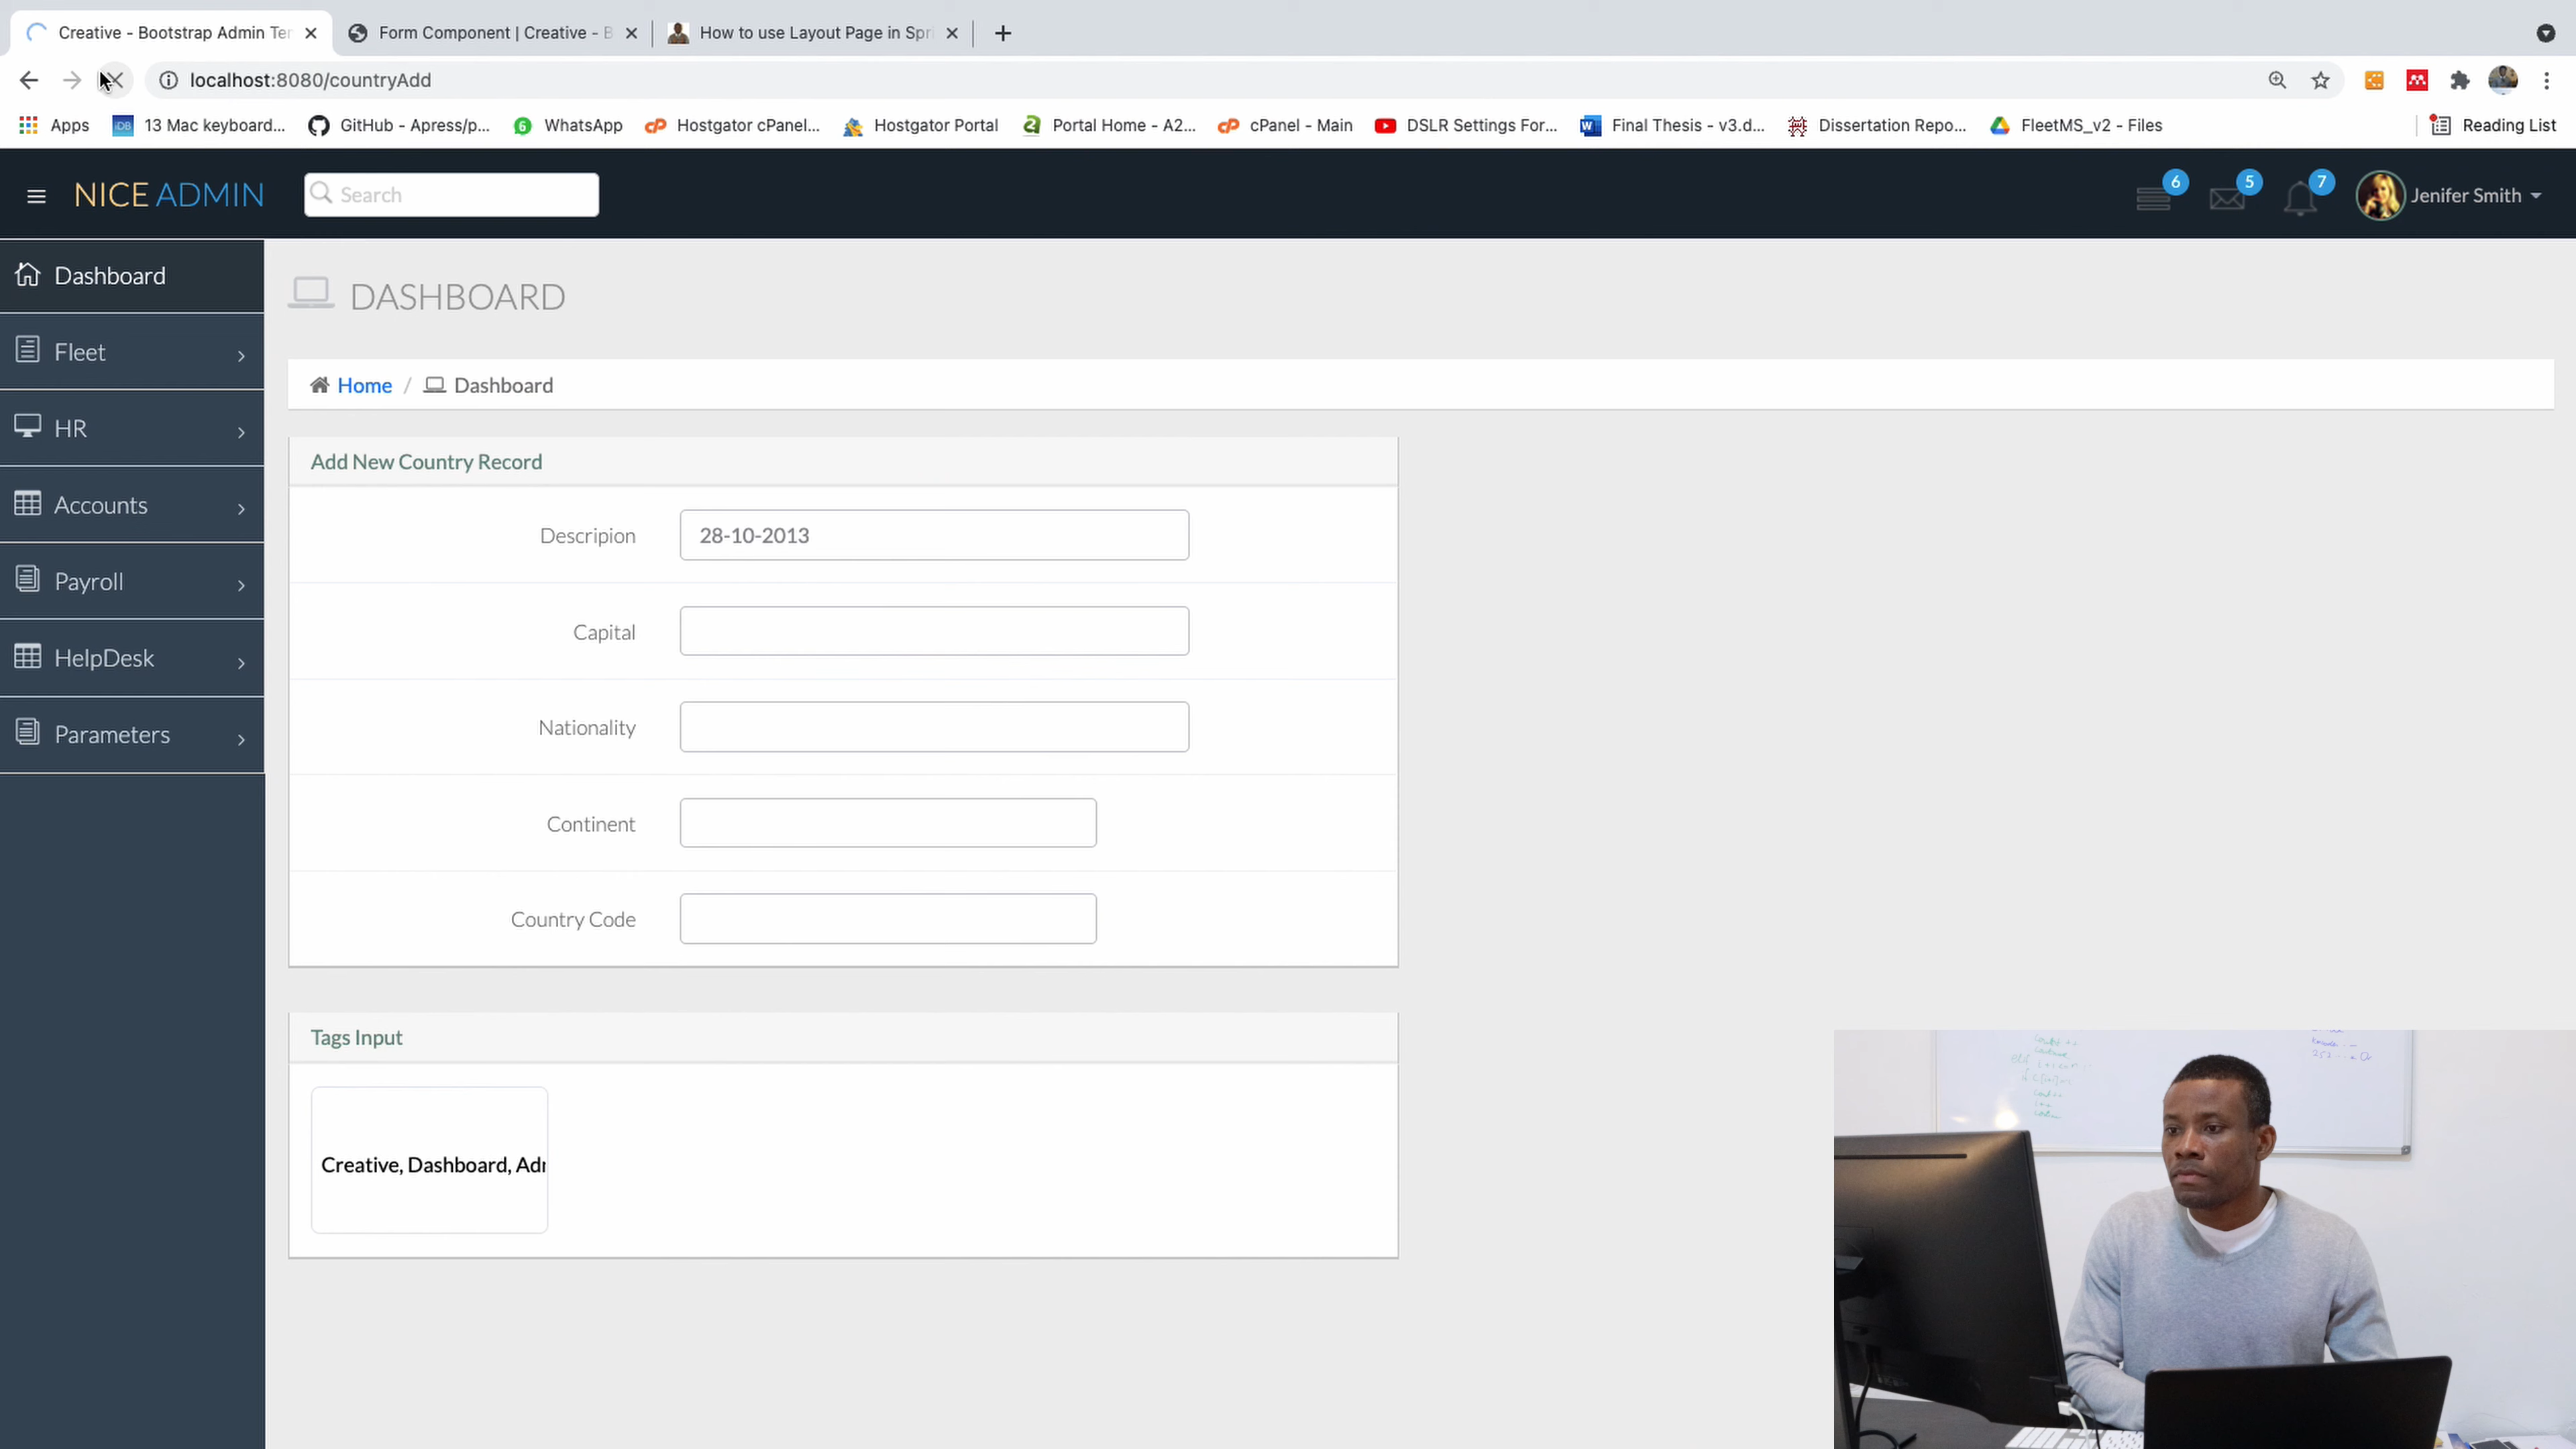 Creative - Bootstrap Admin Ter
Form Component | Creative - B
How to use Layout Page in Spri
localhost:8080/countryAdd
Apps
13 Mac keyboard...
GitHub - Apress/p...
WhatsApp
Hostgator cPanel...
Hostgator Portal
Portal Home - A2...
cPanel - Main
DSLR Settings For...
Final Thesis - v3.d...
Dissertation Repo...
FleetMS_v2 - Files
Reading List
NICE ADMIN
Search
6
5
7
Jenifer Smith
Dashboard
Fleet
HR
Accounts
Payroll
HelpDesk
Parameters
DASHBOARD
Home / Dashboard
Add New Country Record
Descripion
28-10-2013
Capital
Nationality
Continent
Country Code
Tags Input
Creative, Dashboard, Adr